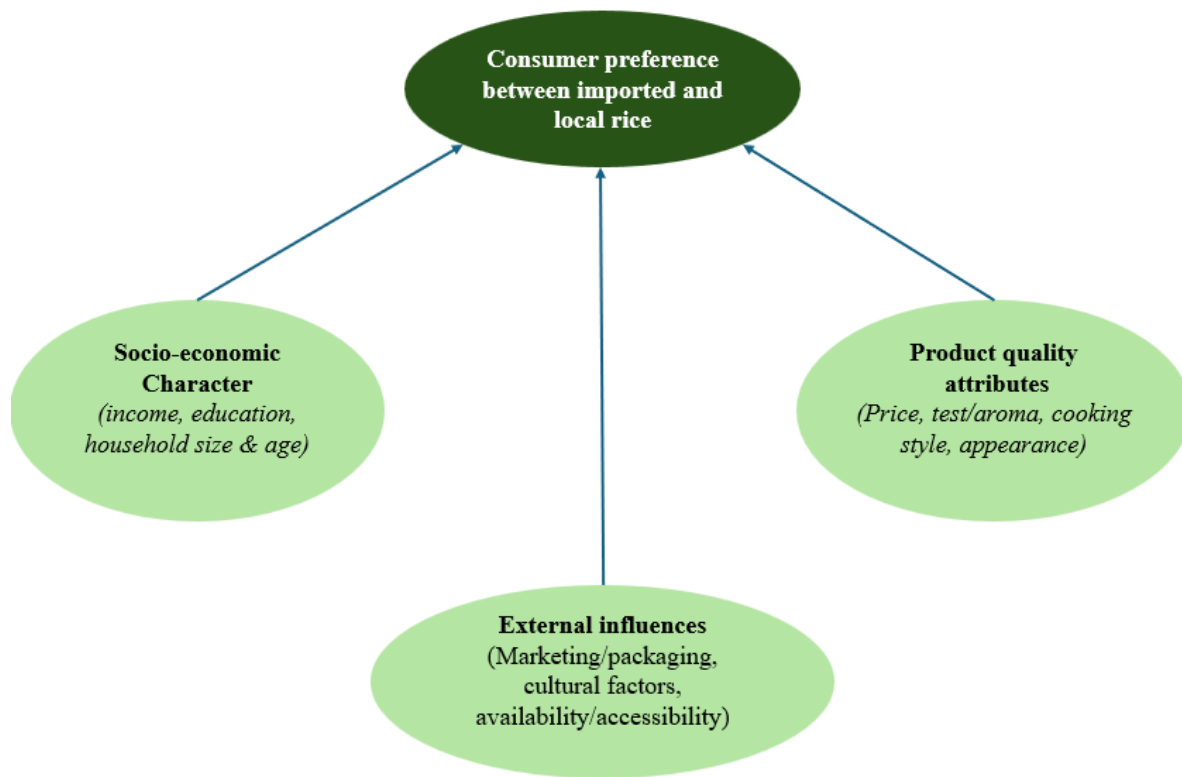 Consumer preference
between imported and
local rice
Socio-economic
Character
(income, education,
household size & age)
Product quality
attributes
(Price, test/aroma, cooking
style, appearance)
External influences
(Marketing/packaging,
cultural factors,
availability/accessibility)